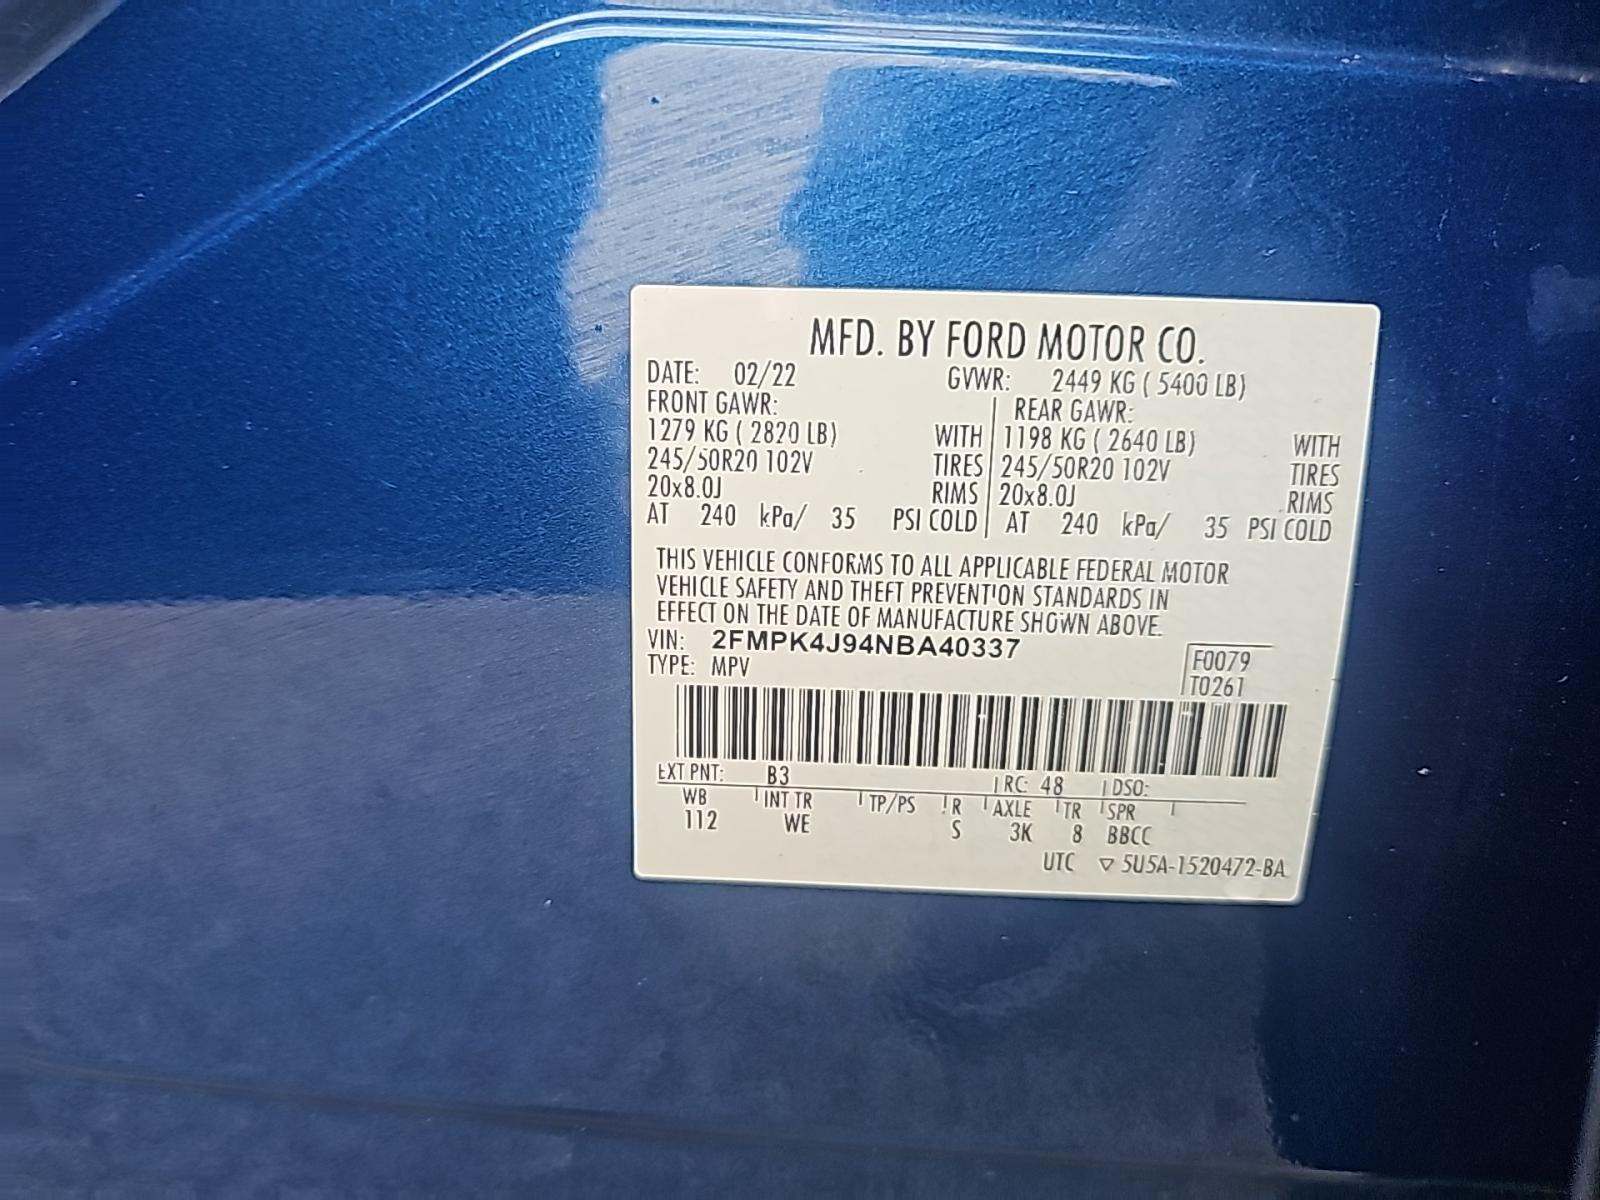 MFD. BY FORD MOTOR CO.
DATE: 02/22 GVWR: 2449 KG ( 5400 LB)
FRONT GAWR: REAR GAWR:
1279 KG ( 2820 LB) WITH 1198 KG ( 2640 LB) WITH
245/50R20 102V TIRES 245/50R20 102V TIRES
20x8.0J RIMS 20x8.0J RIMS
AT 240 kPa/ 35 PSI COLD AT 240 kPa/ 35 PSI COLD
THIS VEHICLE CONFORMS TO ALL APPLICABLE FEDERAL MOTOR
VEHICLE SAFETY AND THEFT PREVENTION STANDARDS IN
EFFECT ON THE DATE OF MANUFACTURE SHOWN ABOVE.
VIN: 2FMPK4J94NBA40337
TYPE: MPV
F0079
T0261
EXT PNT: B3 RC: 48 DSO:
WB INT TR TP/PS R AXLE TR SPR
112 WE S 3K 8 BBCC
UTC ▽ 5U5A-1520472-BA